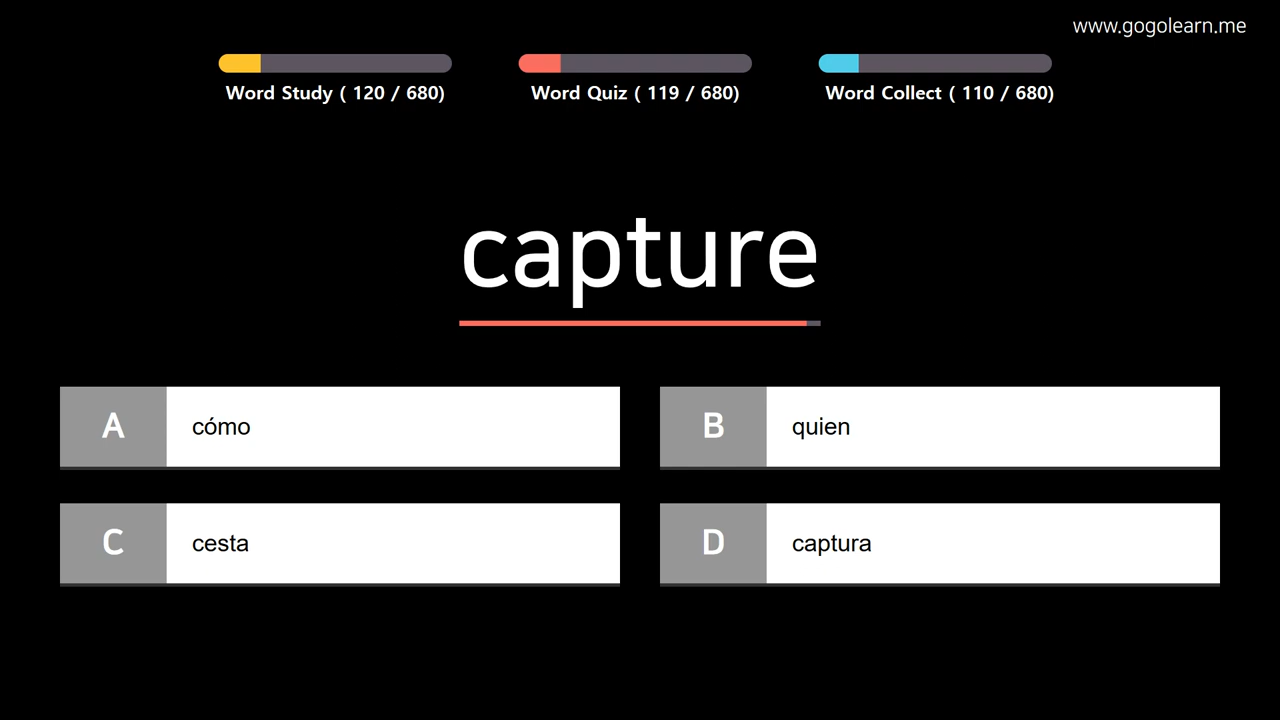 www.gogolearn.me
Word Study ( 120 / 680)
Word Quiz ( 119 / 680)
Word Collect ( 110 / 680)
capture
A
cómo
B
quien
C
cesta
D
captura